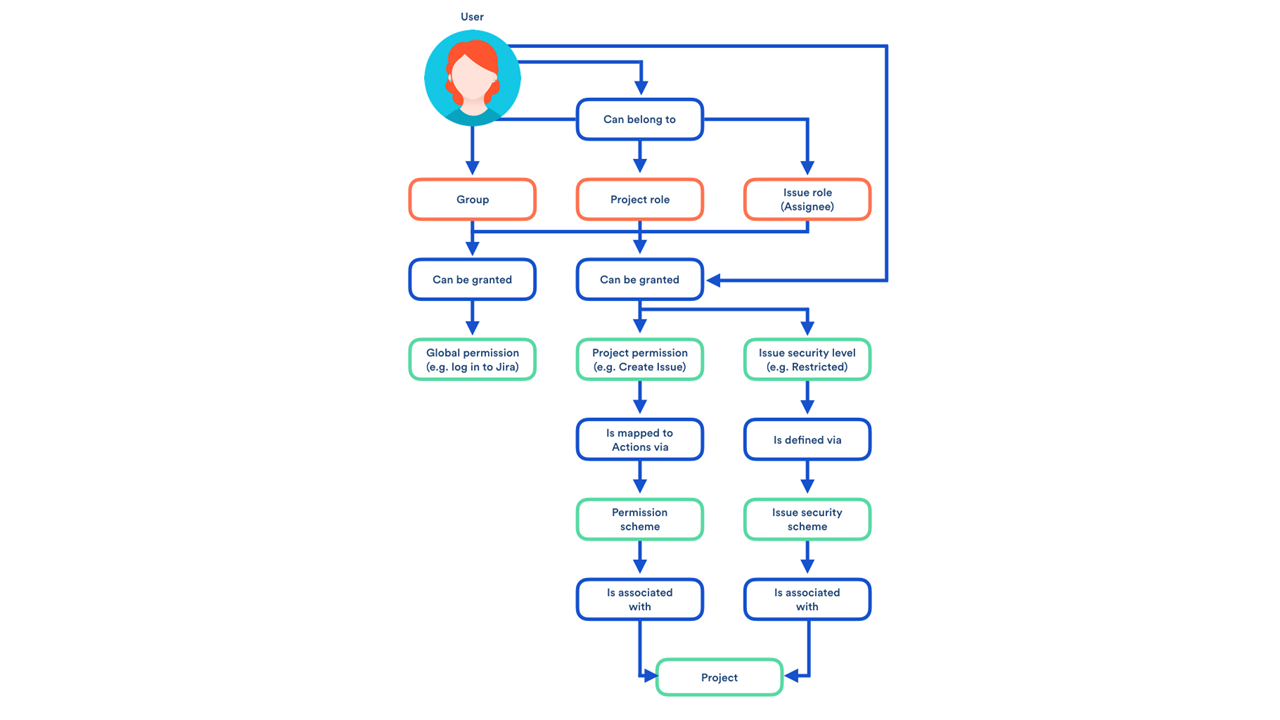 User
Can belong to
Group
Project role
Issue role
(Assignee)
Can be granted
Can be granted
Global permission
(e.g. log in to Jira)
Project permission
(e.g. Create Issue)
Issue security level
(e.g. Restricted)
Is mapped to
Actions via
Is defined via
Permission
scheme
Issue security
scheme
Is associated
with
Is associated
with
Project